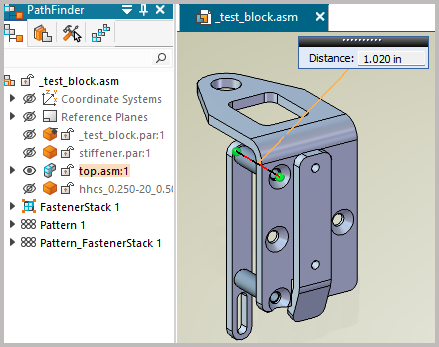 PathFinder
_test_block.asm
Coordinate Systems
Reference Planes
_test_block.par:1
stiffener.par:1
top.asm:1
hhcs_0.250-20_0.50
FastenerStack 1
Pattern 1
Pattern_FastenerStack 1
_test_block.asm
Distance: 1.020 in